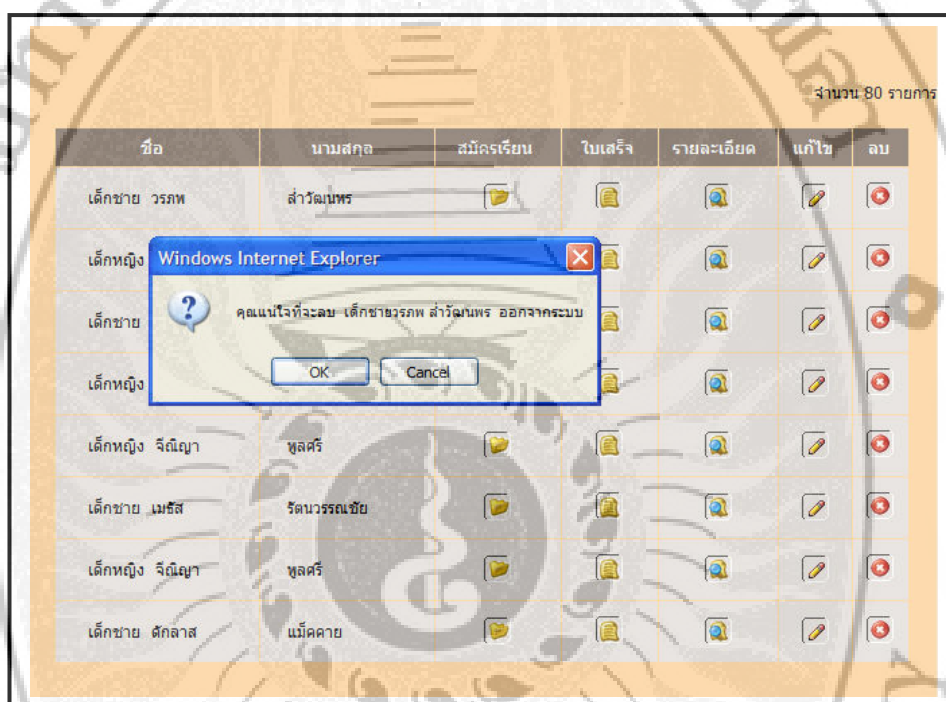 จำนวน 80 รายการ
ชื่อ นามสกุล สมัครเรียน ใบเสร็จ รายละเอียด แก้ไข ลบ
เด็กชาย วรภพ ล่ำวัฒนพร
เด็กหญิง
Windows Internet Explorer
คุณแน่ใจที่จะลบ เด็กชายวรภพ ล่ำวัฒนพร ออกจากระบบ
เด็กชาย
OK Cancel
เด็กหญิง
เด็กหญิง จีณิญา พูลศรี
เด็กชาย เมธัส รัตนวรรณชัย
เด็กหญิง จีณิญา พูลศรี
เด็กชาย ดักลาส แม็คคาย